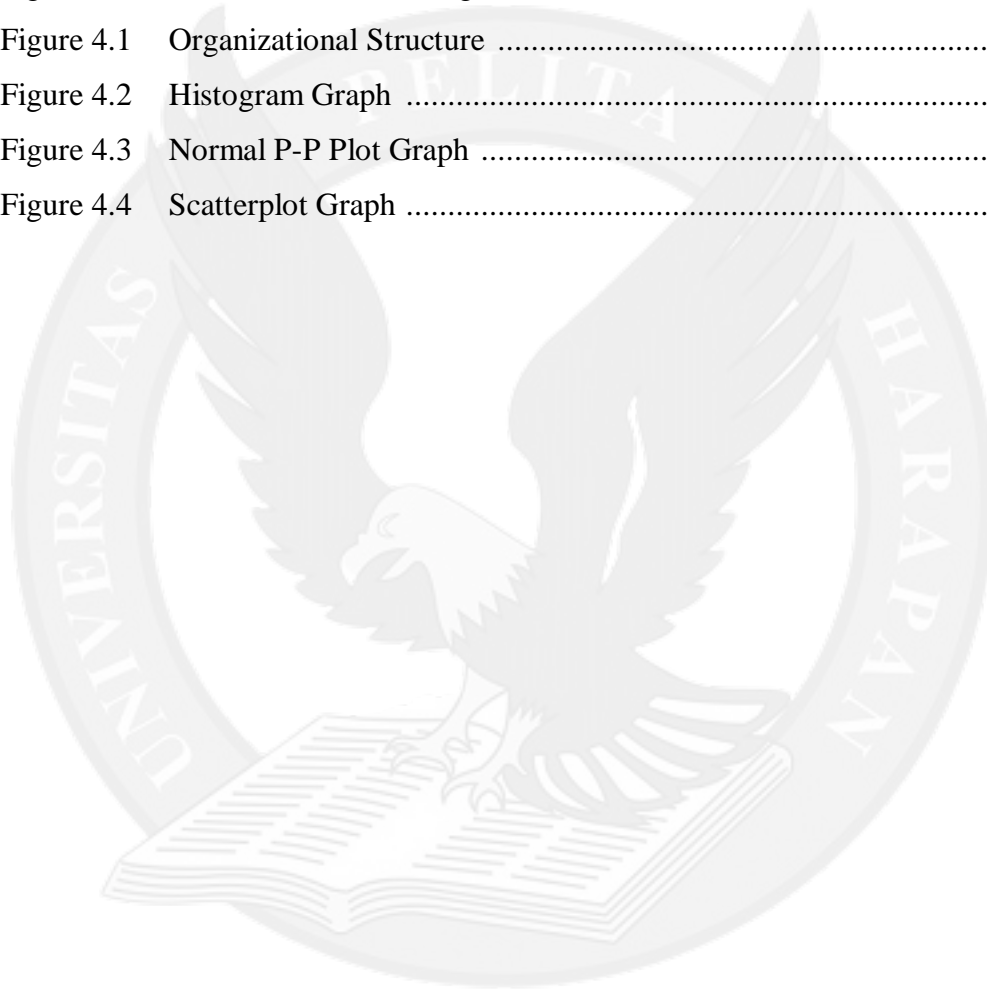 Figure 4.1 Organizational Structure ..........................................................
Figure 4.2 Histogram Graph .....................................................................
Figure 4.3 Normal P-P Plot Graph ............................................................
Figure 4.4 Scatterplot Graph .....................................................................
UNIVERSITAS PELITA HARAPAN